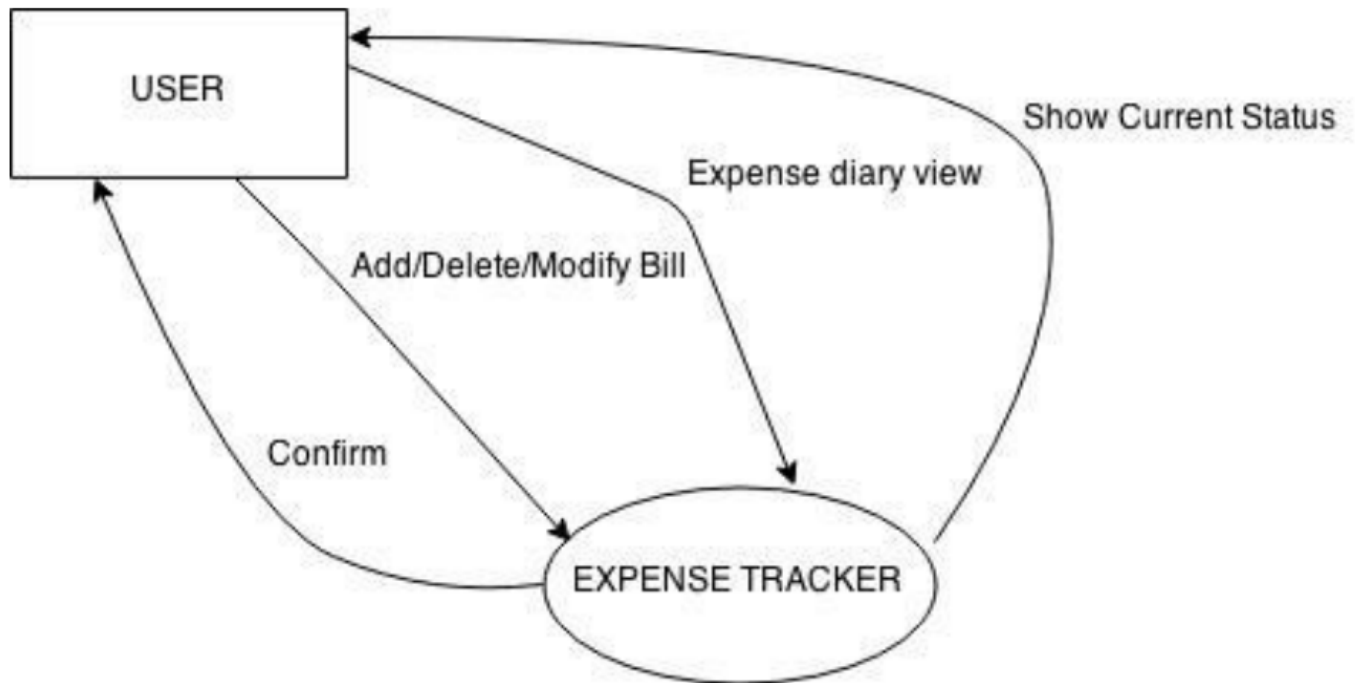 USER
Show Current Status
Expense diary view
Add/Delete/Modify Bill
Confirm
EXPENSE TRACKER